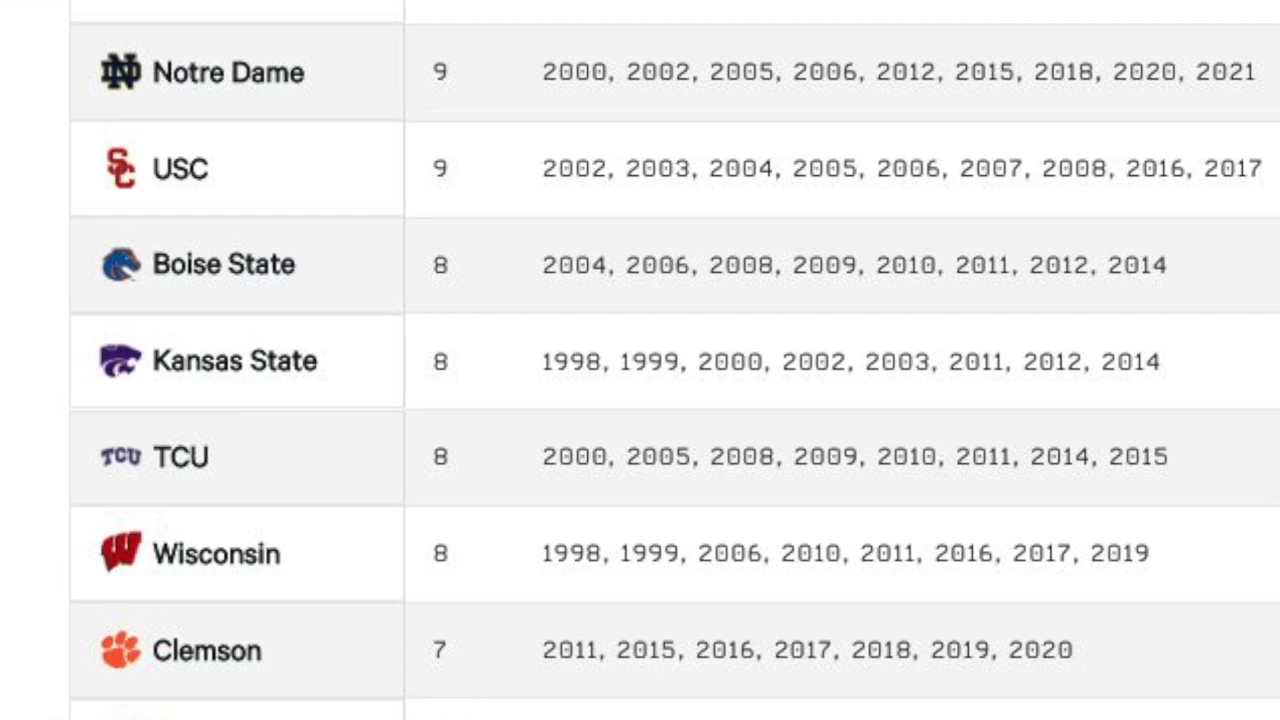 Notre Dame 9 2000, 2002, 2005, 2006, 2012, 2015, 2018, 2020, 2021
USC 9 2002, 2003, 2004, 2005, 2006, 2007, 2008, 2016, 2017
Boise State 8 2004, 2006, 2008, 2009, 2010, 2011, 2012, 2014
Kansas State 8 1998, 1999, 2000, 2002, 2003, 2011, 2012, 2014
TCU TCU 8 2000, 2005, 2008, 2009, 2010, 2011, 2014, 2015
Wisconsin 8 1998, 1999, 2006, 2010, 2011, 2016, 2017, 2019
Clemson 7 2011, 2015, 2016, 2017, 2018, 2019, 2020